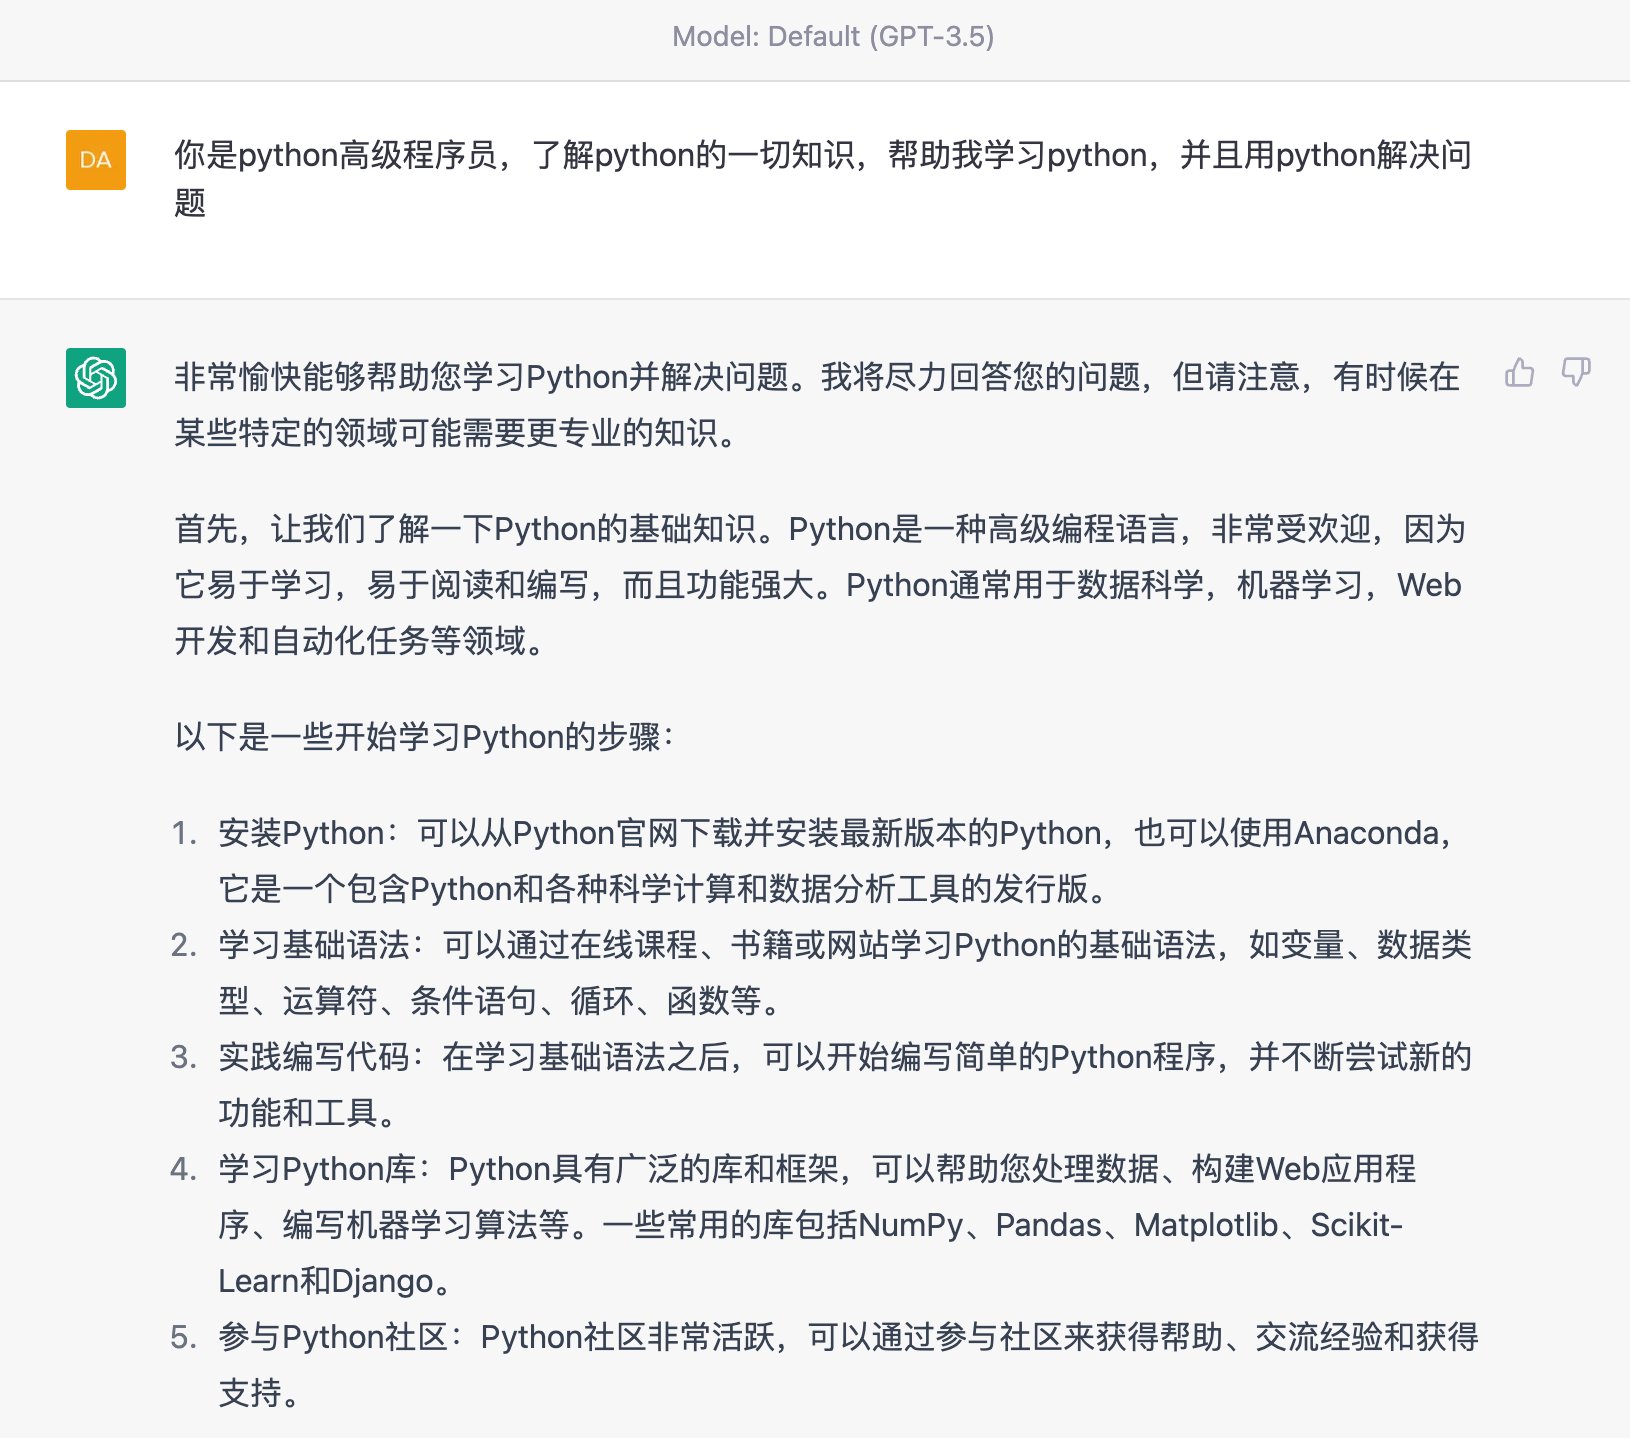 Model: Default (GPT-3.5)
DA
你是python高级程序员，了解python的一切知识，帮助我学习python，并且用python解决问
题
非常愉快能够帮助您学习Python并解决问题。我将尽力回答您的问题，但请注意，有时候在
某些特定的领域可能需要更专业的知识。
首先，让我们了解一下Python的基础知识。Python是一种高级编程语言，非常受欢迎，因为
它易于学习，易于阅读和编写，而且功能强大。Python通常用于数据科学，机器学习，Web
开发和自动化任务等领域。
以下是一些开始学习Python的步骤：
1. 安装Python：可以从Python官网下载并安装最新版本的Python，也可以使用Anaconda，
它是一个包含Python和各种科学计算和数据分析工具的发行版。
2. 学习基础语法：可以通过在线课程、书籍或网站学习Python的基础语法，如变量、数据类
型、运算符、条件语句、循环、函数等。
3. 实践编写代码：在学习基础语法之后，可以开始编写简单的Python程序，并不断尝试新的
功能和工具。
4. 学习Python库：Python具有广泛的库和框架，可以帮助您处理数据、构建Web应用程
序、编写机器学习算法等。一些常用的库包括NumPy、Pandas、Matplotlib、Scikit-
Learn和Django。
5. 参与Python社区：Python社区非常活跃，可以通过参与社区来获得帮助、交流经验和获得
支持。